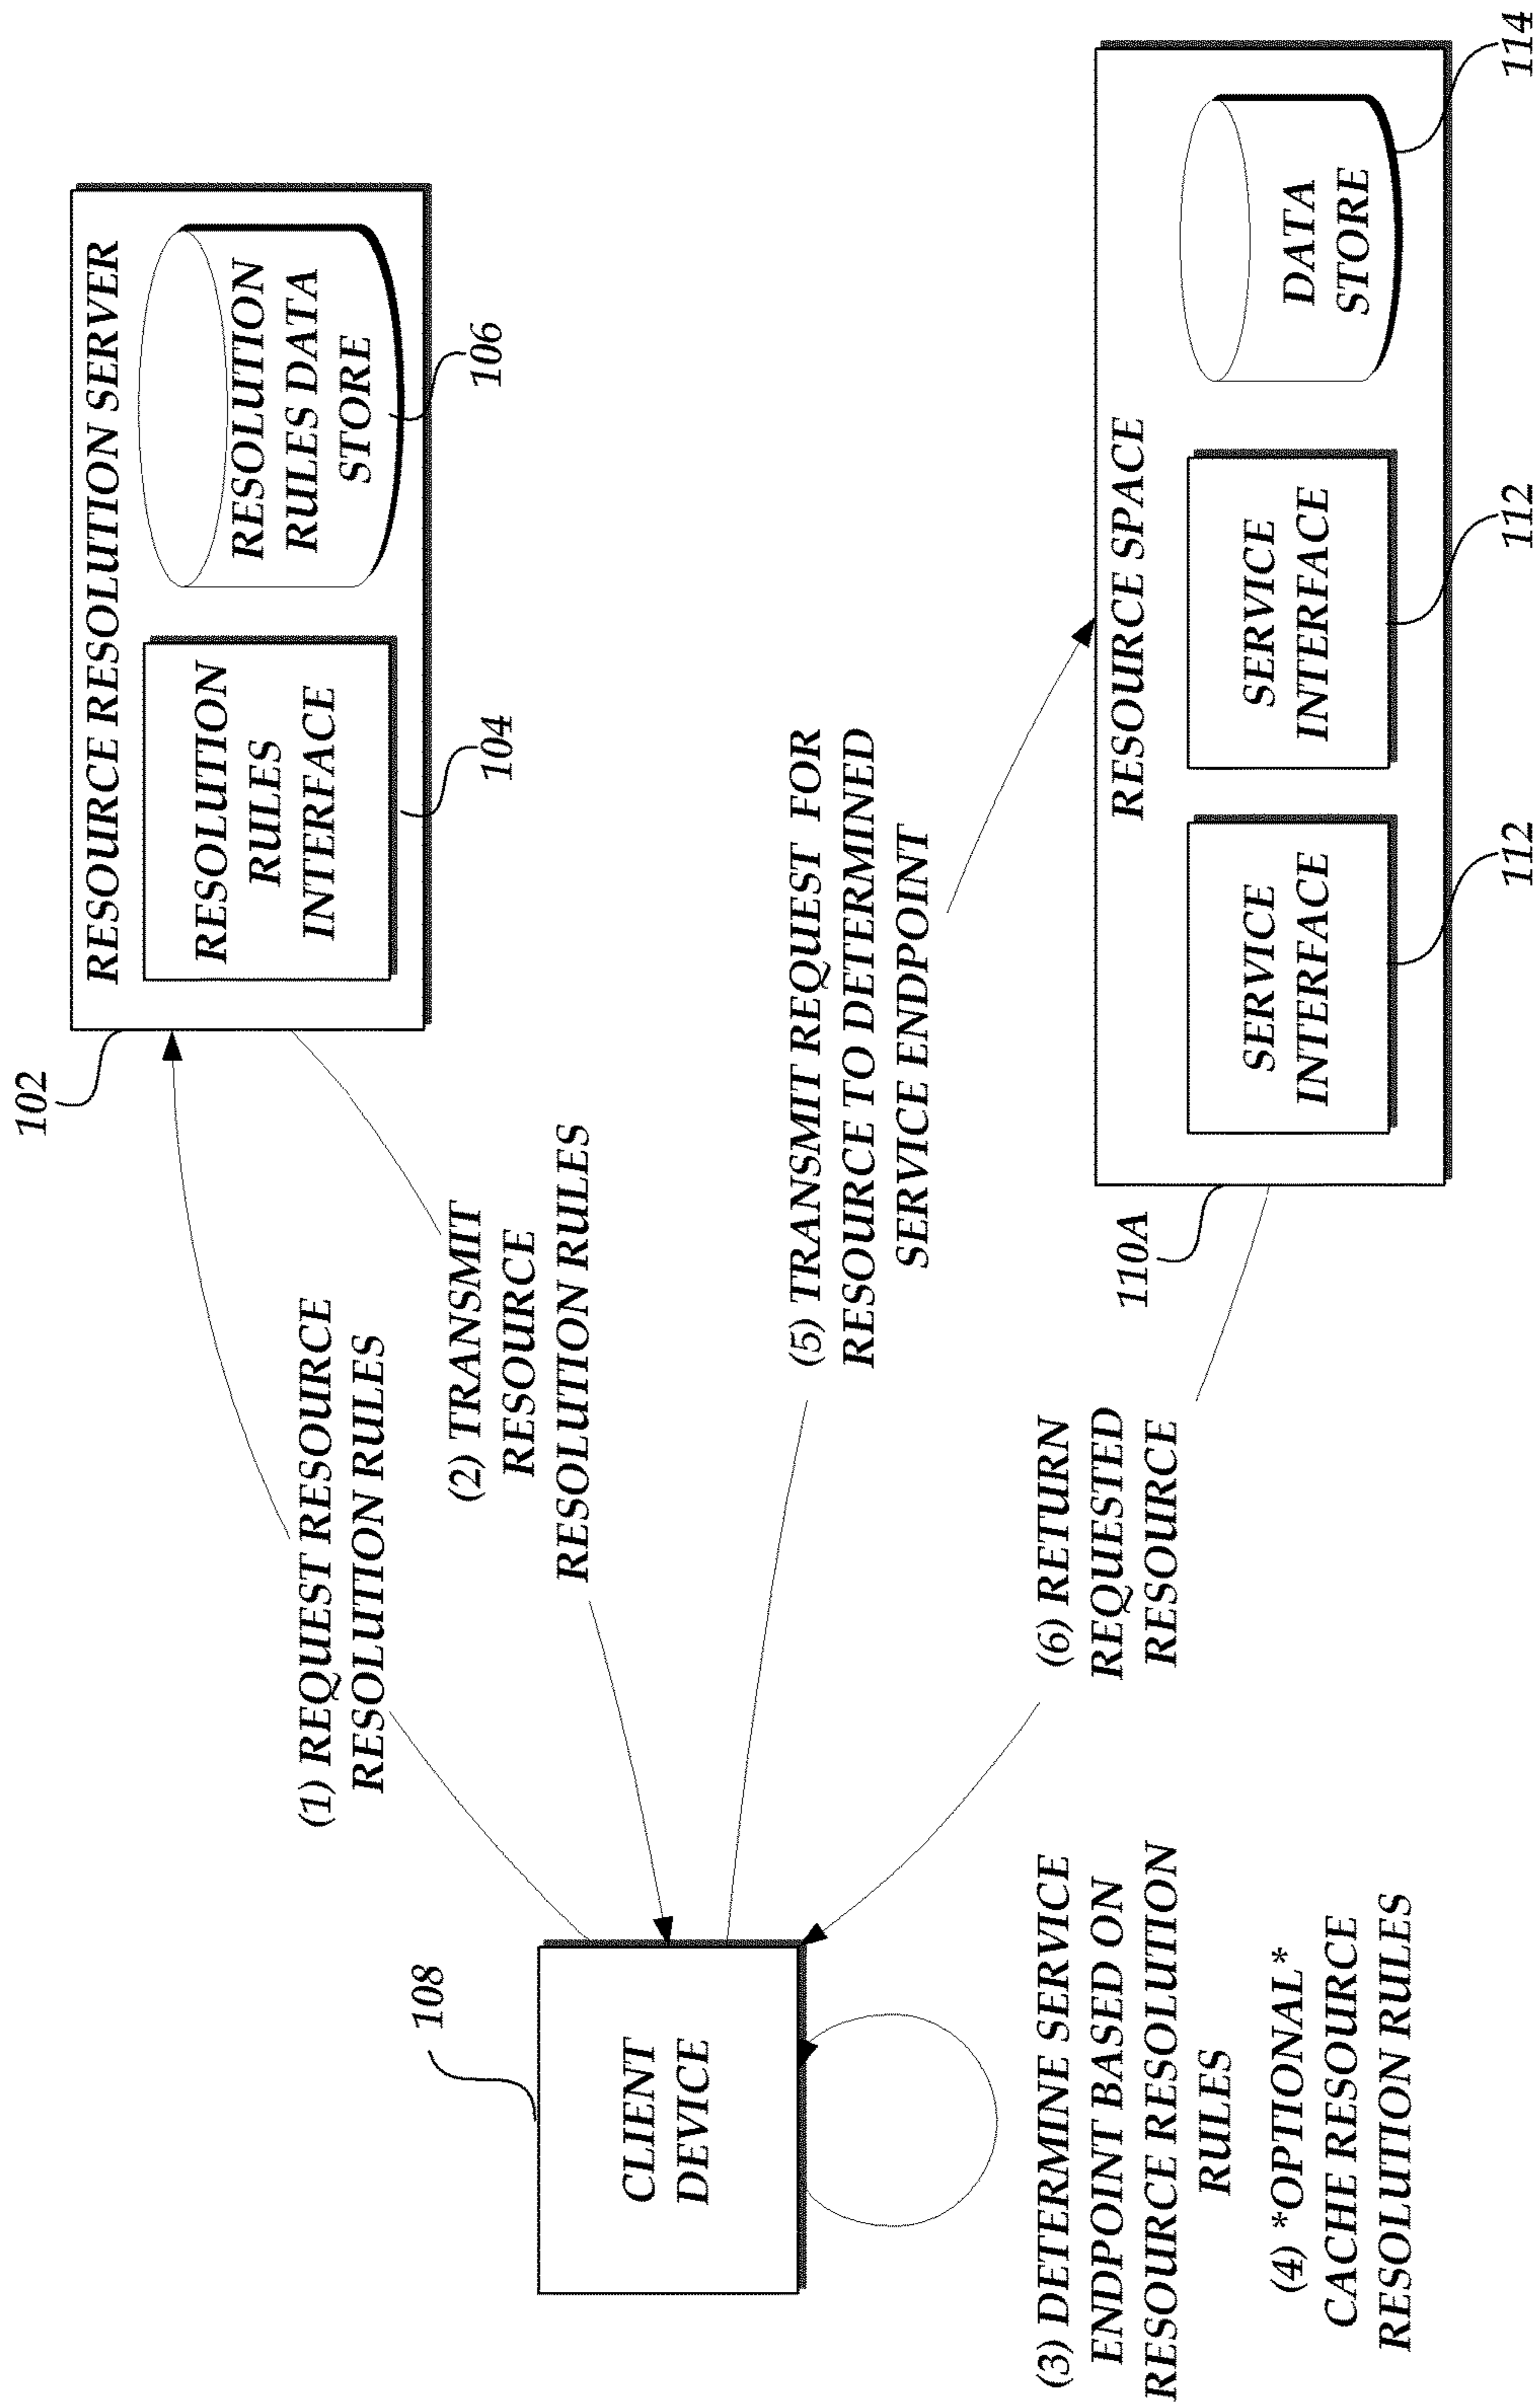 102
RESOURCE RESOLUTION SERVER
RESOLUTION
RULES
INTERFACE
104
RESOLUTION
RULES DATA
STORE
106
(1) REQUEST RESOURCE
RESOLUTION RULES
(2) TRANSMIT
RESOURCE
RESOLUTION RULES
108
CLIENT
DEVICE
(3) DETERMINE SERVICE
ENDPOINT BASED ON
RESOURCE RESOLUTION
RULES
(4) *OPTIONAL*
CACHE RESOURCE
RESOLUTION RULES
(5) TRANSMIT REQUEST FOR
RESOURCE TO DETERMINED
SERVICE ENDPOINT
(6) RETURN
REQUESTED
RESOURCE
110A
RESOURCE SPACE
SERVICE
INTERFACE
112
SERVICE
INTERFACE
112
DATA
STORE
114